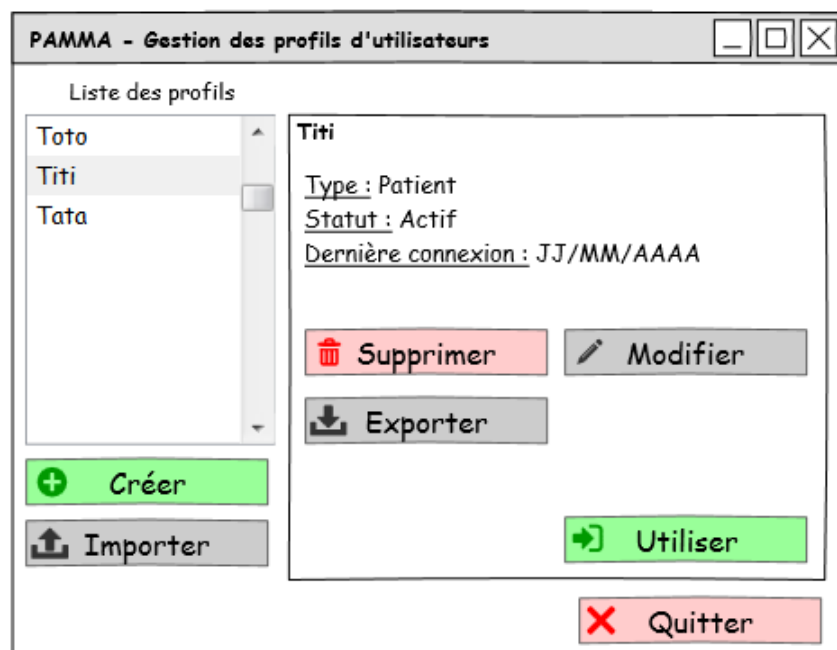 PAMMA - Gestion des profils d'utilisateurs
Liste des profils
Toto
Titi
Tata
Titi
Type : Patient
Statut : Actif
Dernière connexion : JJ/MM/AAAA
Supprimer
Modifier
Exporter
Créer
Importer
Utiliser
Quitter